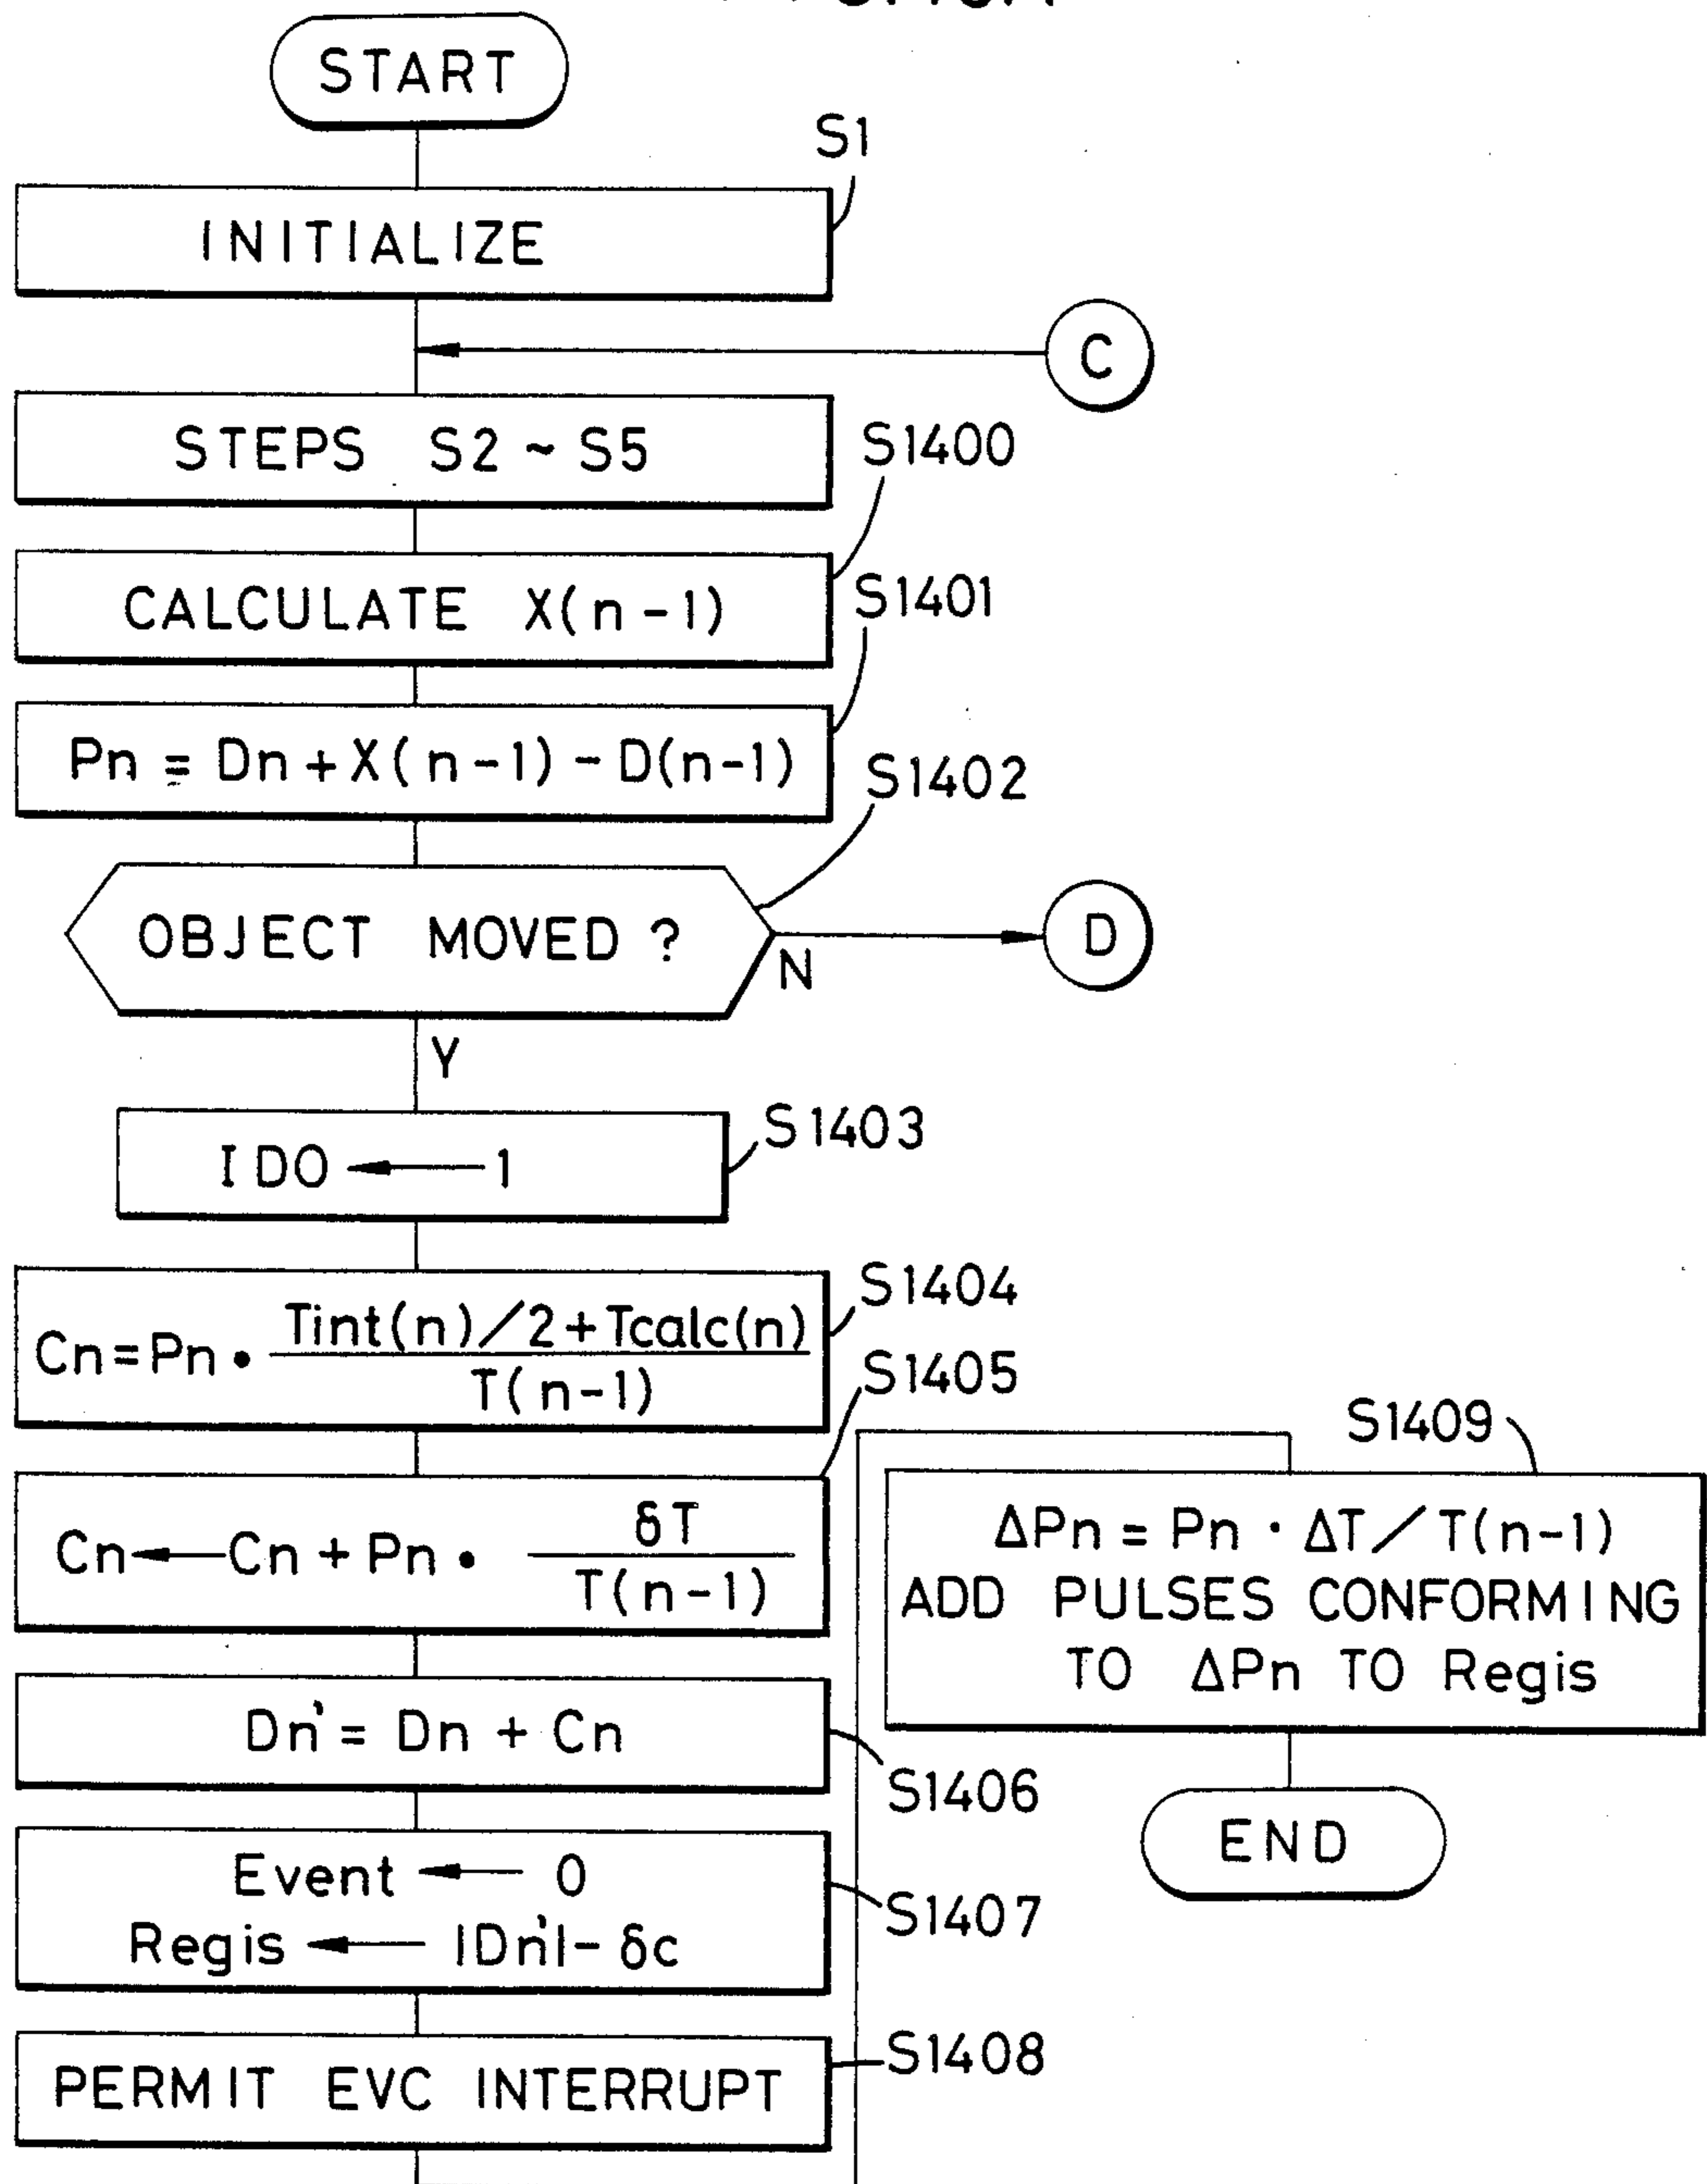 START
S1
INITIALIZE
C
STEPS S2 ~ S5
S1400
CALCULATE X(n-1)
S1401
Pn = Dn + X(n-1) - D(n-1)
S1402
OBJECT MOVED ?
N
D
Y
S1403
IDO ← 1
S1404
Cn = Pn • Tint(n)/2 + Tcalc(n)
T(n-1)
S1405
Cn ← Cn + Pn • δT
T(n-1)
Dn' = Dn + Cn
S1406
Event ← 0
Regis ← |Dn'| - δc
S1407
PERMIT EVC INTERRUPT
S1408
S1409
ΔPn = Pn · ΔT / T(n-1)
ADD PULSES CONFORMING
TO ΔPn TO Regis
END